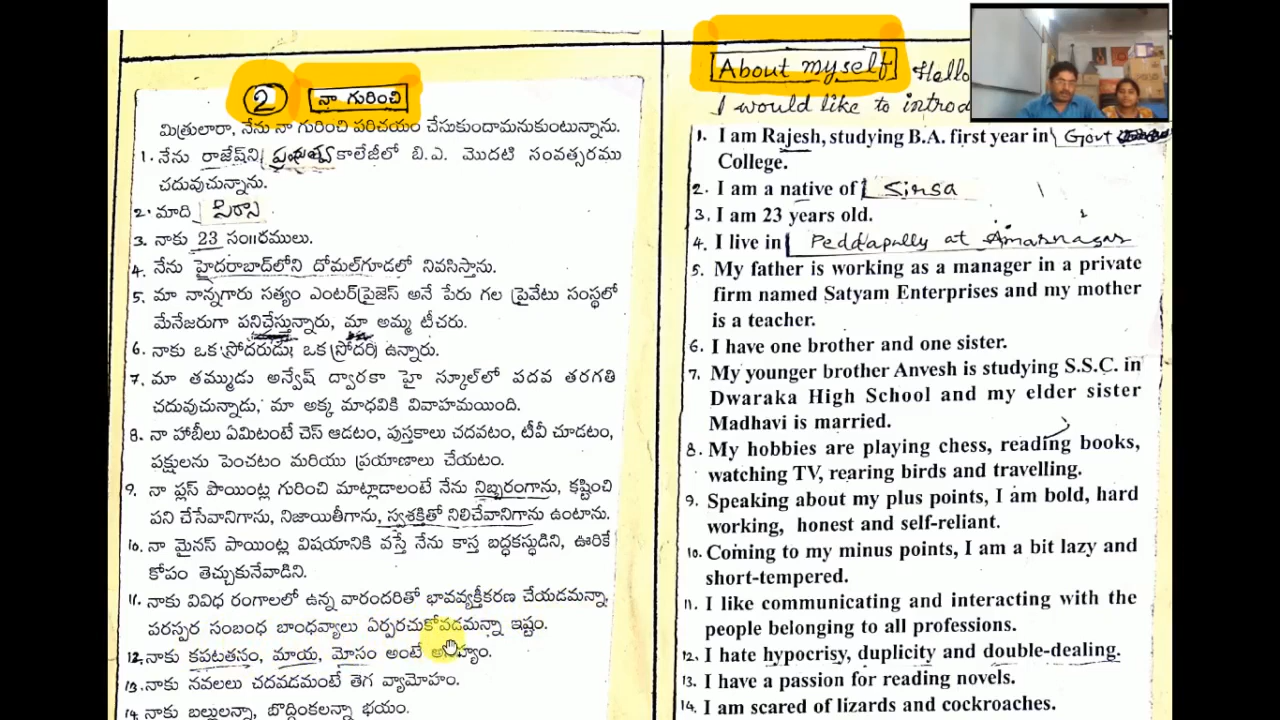 2 నా గురించి
మిత్రులారా, నేను నా గురించి పరిచయం చేసుకుందామనుకుంటున్నాను.
1. నేను రాజేష్‌ని ప్రభుత్వ కాలేజీలో బి.ఎ. మొదటి సంవత్సరము
చదువుచున్నాను.
2. మాది సిర్సా
3. నాకు 23 సం॥రములు.
4. నేను హైదరాబాద్‌లోని దోమల్‌గూడలో నివసిస్తాను.
5. మా నాన్నగారు సత్యం ఎంటర్‌ప్రైజెస్ అనే పేరు గల ప్రైవేటు సంస్థలో
మేనేజరుగా పనిచేస్తున్నారు, మా అమ్మ టీచరు.
6. నాకు ఒక సోదరుడు, ఒక సోదరి ఉన్నారు.
7. మా తమ్ముడు అన్వేష్ ద్వారకా హై స్కూల్‌లో పదవ తరగతి
చదువుచున్నాడు, మా అక్క మాధవికి వివాహమయింది.
8. నా హాబీలు ఏమిటంటే చెస్ ఆడటం, పుస్తకాలు చదవటం, టీవీ చూడటం,
పక్షులను పెంచటం మరియు ప్రయాణాలు చేయటం.
9. నా ప్లస్ పాయింట్ల గురించి మాట్లాడాలంటే నేను నిబ్బరంగాను, కష్టించి
పని చేసేవానిగాను, నిజాయితీగాను, స్వశక్తితో నిలిచేవానిగాను ఉంటాను.
10. నా మైనస్ పాయింట్ల విషయానికి వస్తే నేను కాస్త బద్ధకస్థుడిని, ఊరికే
కోపం తెచ్చుకునేవాడిని.
11. నాకు వివిధ రంగాలలో ఉన్న వారందరితో భావవ్యక్తీకరణ చేయడమన్నా,
పరస్పర సంబంధ బాంధవ్యాలు ఏర్పరచుకోవడమన్నా ఇష్టం.
12. నాకు కపటతనం, మాయ, మోసం అంటే అసహ్యం.
13. నాకు నవలలు చదవడమంటే తెగ వ్యామోహం.
14. నాకు బల్లులన్నా, బొద్దింకలన్నా భయం.
About myself Hello
I would like to introd
1. I am Rajesh, studying B.A. first year in Govt
College.
2. I am a native of Sirsa
3. I am 23 years old.
4. I live in Peddapally at Amarnagar
5. My father is working as a manager in a private
firm named Satyam Enterprises and my mother
is a teacher.
6. I have one brother and one sister.
7. My younger brother Anvesh is studying S.S.C. in
Dwaraka High School and my elder sister
Madhavi is married.
8. My hobbies are playing chess, reading books,
watching TV, rearing birds and travelling.
9. Speaking about my plus points, I am bold, hard
working, honest and self-reliant.
10. Coming to my minus points, I am a bit lazy and
short-tempered.
11. I like communicating and interacting with the
people belonging to all professions.
12. I hate hypocrisy, duplicity and double-dealing.
13. I have a passion for reading novels.
14. I am scared of lizards and cockroaches.